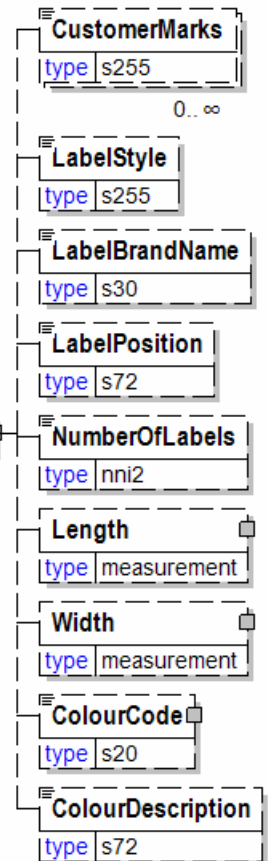 CustomerMarks
type s255
0.. ∞
LabelStyle
type s255
LabelBrandName
type s30
LabelPosition
type s72
NumberOfLabels
type nni2
Length
type measurement
Width
type measurement
ColourCode
type s20
ColourDescription
type s72